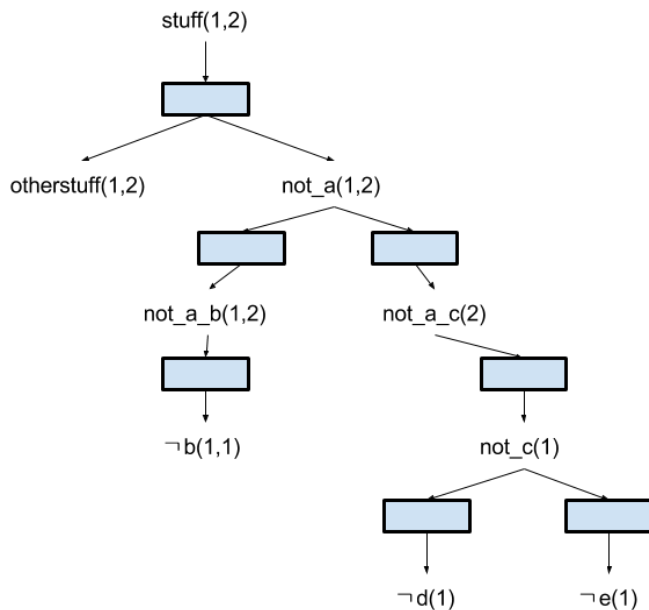 stuff(1,2)
otherstuff(1,2)
not_a(1,2)
not_a_b(1,2)
not_a_c(2)
¬b(1,1)
not_c(1)
¬d(1)
¬e(1)